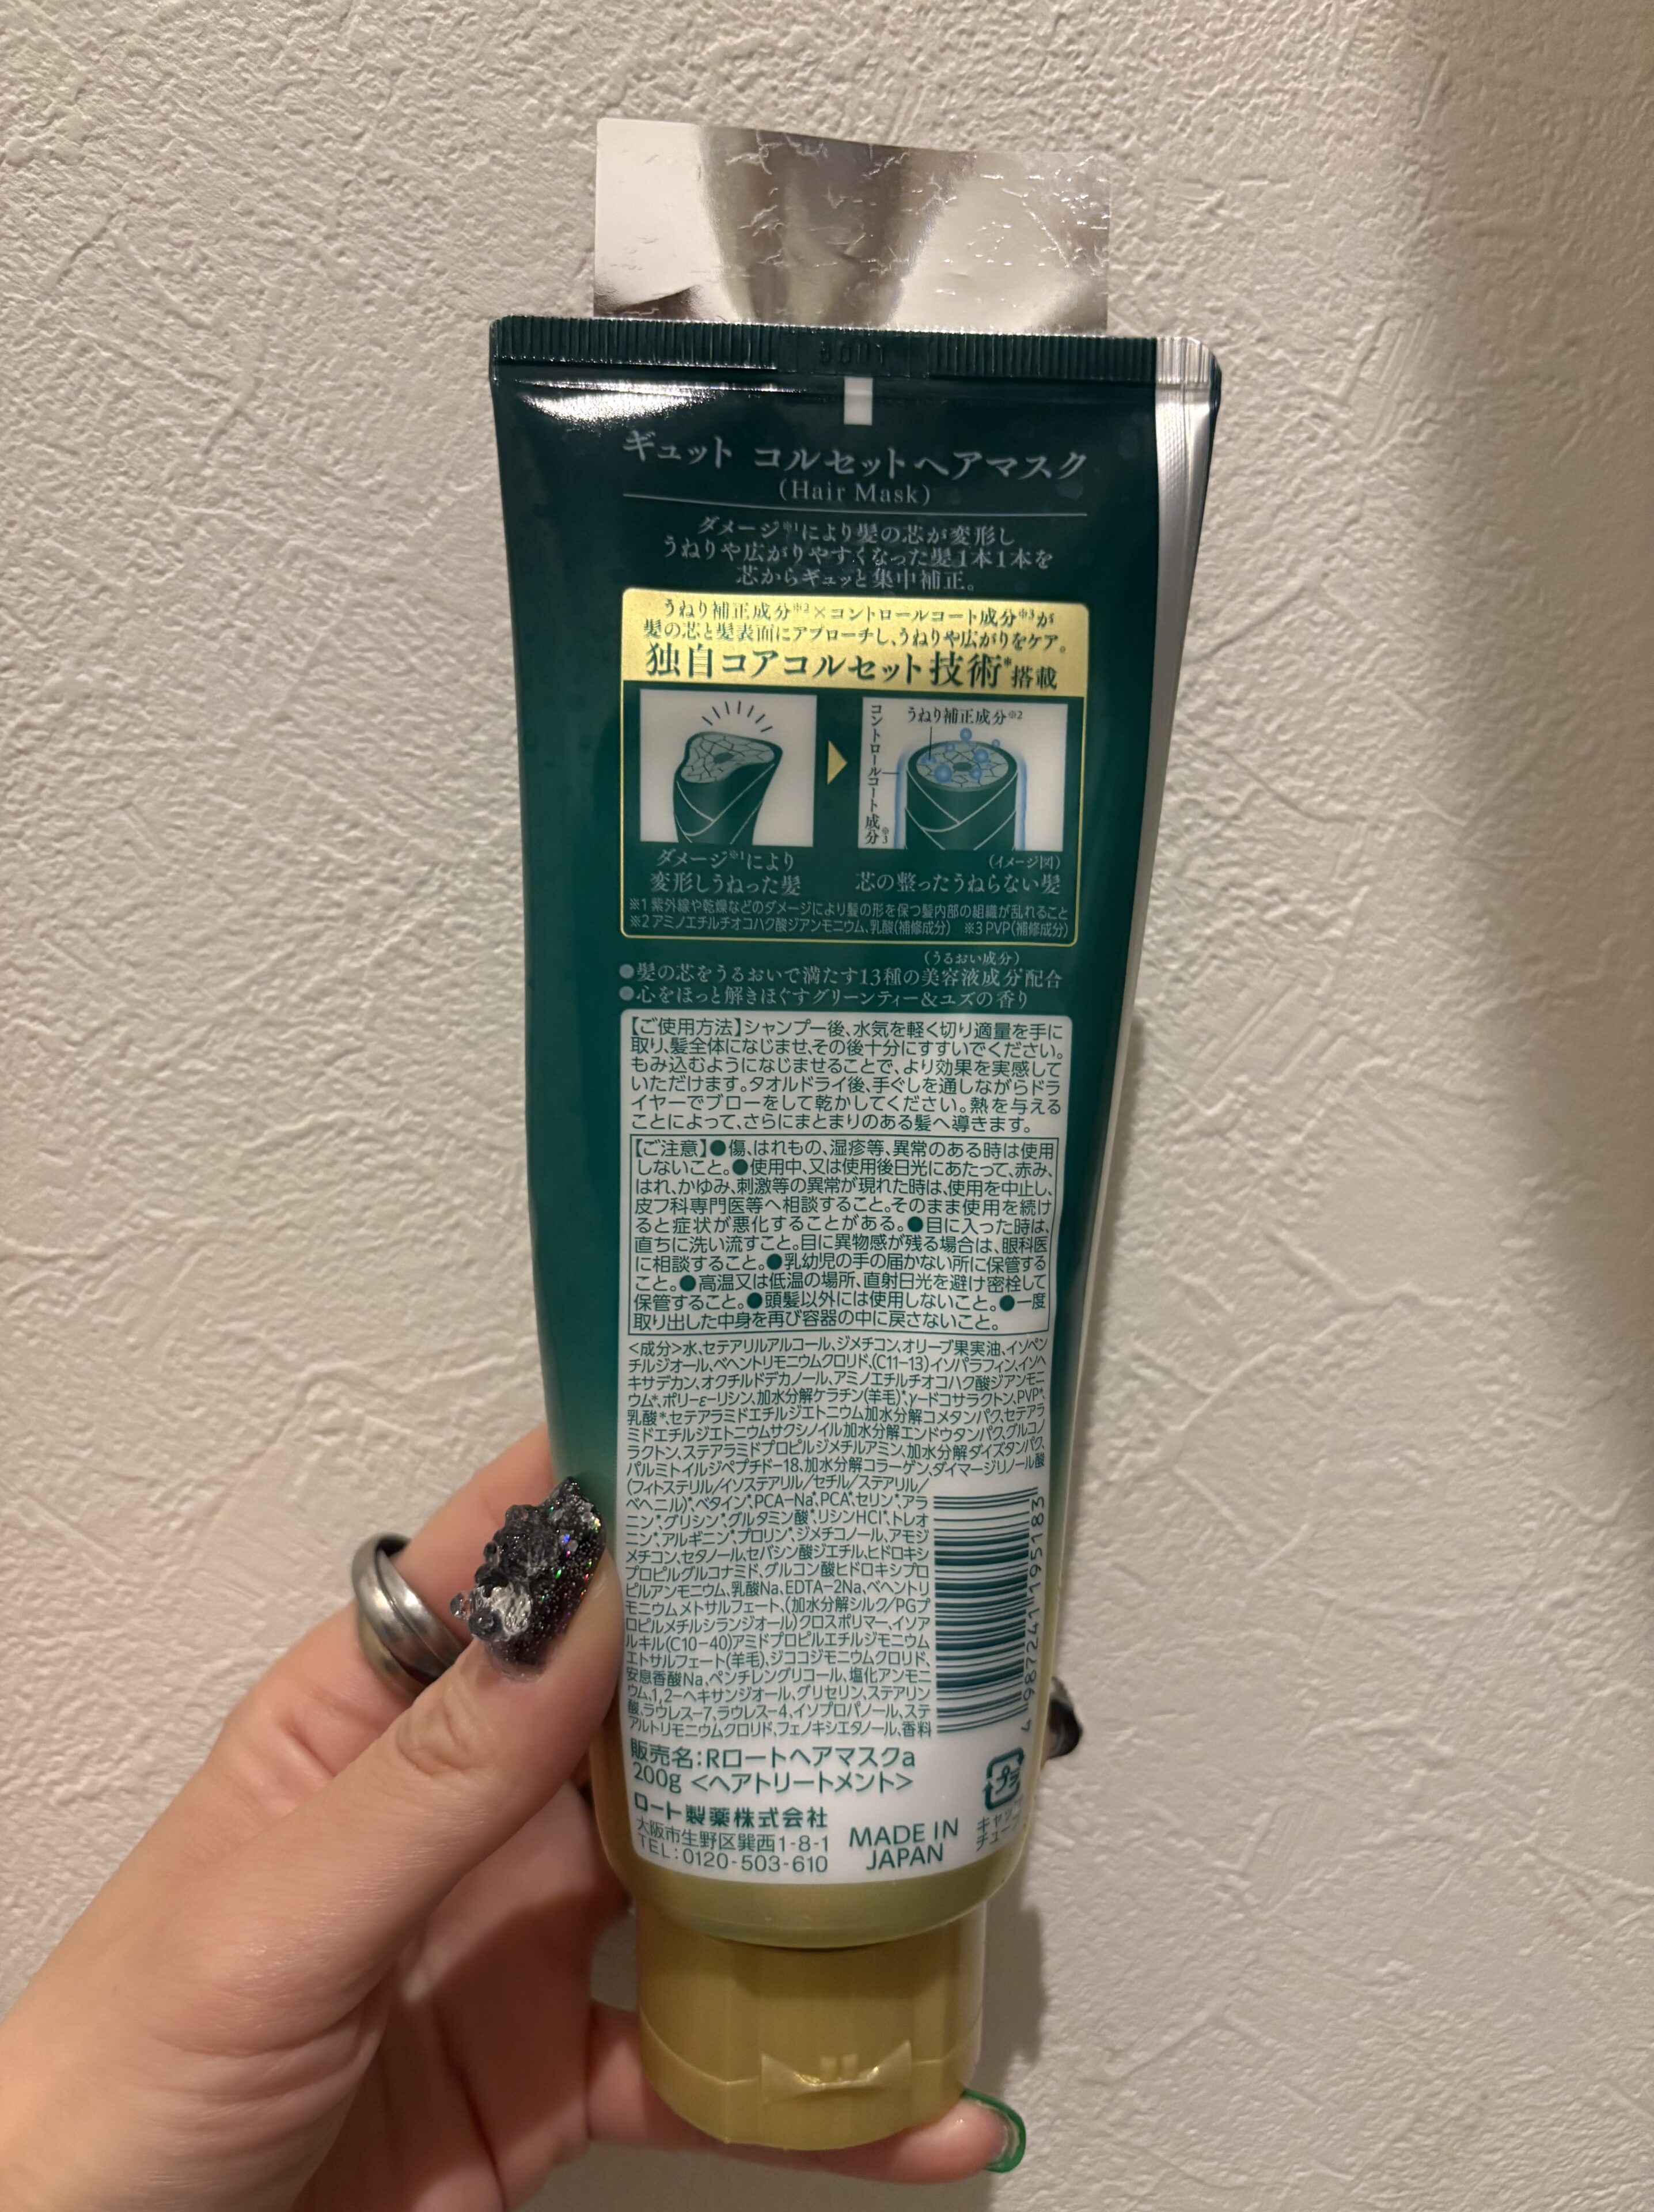 ギュット コルセットヘアマスク
(Hair Mask)
ダメージ※1により髪の芯が変形し
うねりや広がりやすくなった髪1本1本を
芯からギュッと集中補正。
うねり補正成分※2×コントロールコート成分※3が
髪の芯と髪表面にアプローチし、うねりや広がりをケア。
独自コアコルセット技術*搭載
うねり補正成分※2
コントロールコート成分※3
(イメージ図)
ダメージ※1により
変形しうねった髪
芯の整ったうねらない髪
※1 紫外線や乾燥などのダメージにより髪の形を保つ髪内部の組織が乱れること
※2 アミノエチルチオコハク酸ジアンモニウム、乳酸(補修成分) ※3 PVP(補修成分)
(うるおい成分)
●髪の芯をうるおいで満たす13種の美容液成分配合
●心をほっと解きほぐすグリーンティー&ユズの香り
【ご使用方法】シャンプー後、水気を軽く切り適量を手に
取り、髪全体になじませ、その後十分にすすいでください。
もみ込むようになじませることで、より効果を実感して
いただけます。タオルドライ後、手ぐしを通しながらドラ
イヤーでブローをして乾かしてください。熱を与える
ことによって、さらにまとまりのある髪へ導きます。
【ご注意】●傷、はれもの、湿疹等、異常のある時は使用
しないこと。●使用中、又は使用後日光にあたって、赤み、
はれ、かゆみ、刺激等の異常が現れた時は、使用を中止し、
皮フ科専門医等へ相談すること。そのまま使用を続け
ると症状が悪化することがある。●目に入った時は、
直ちに洗い流すこと。目に異物感が残る場合は、眼科医
に相談すること。●乳幼児の手の届かない所に保管する
こと。●高温又は低温の場所、直射日光を避け密栓して
保管すること。●頭髪以外には使用しないこと。●一度
取り出した中身を再び容器の中に戻さないこと。
<成分>水、セテアリルアルコール、ジメチコン、オリーブ果実油、イソペン
チルジオール、ベヘントリモニウムクロリド、(C11-13)イソパラフィン、イソヘ
キサデカン、オクチルドデカノール、アミノエチルチオコハク酸ジアンモニ
ウム*、ポリ-ε-リシン、加水分解ケラチン(羊毛)*、γ-ドコサラクトン、PVP*、
乳酸*、セテアラミドエチルジエトニウム加水分解コメタンパク、セテアラ
ミドエチルジエトニウムサクシノイル加水分解エンドウタンパク、グルコノ
ラクトン、ステアラミドプロピルジメチルアミン、加水分解ダイズタンパク、
パルミトイルジペプチド-18、加水分解コラーゲン、ダイマージリノール酸
(フィトステリル/イソステアリル/セチル/ステアリル/
ベヘニル)*、ベタイン*、PCA-Na*、PCA*、セリン*、アラ
ニン*、グリシン*、グルタミン酸*、リシンHCl*、トレオ
ニン*、アルギニン*、プロリン*、ジメチコノール、アモジ
メチコン、セタノール、セバシン酸ジエチル、ヒドロキシ
プロピルグルコナミド、グルコン酸ヒドロキシプロ
ピルアンモニウム、乳酸Na、EDTA-2Na、ベヘントリ
モニウムメトサルフェート、(加水分解シルク/PGプ
ロピルメチルシランジオール)クロスポリマー、イソア
ルキル(C10-40)アミドプロピルエチルジモニウム
エトサルフェート(羊毛)、ジココジモニウムクロリド、
安息香酸Na、ペンチレングリコール、塩化アンモニ
ウム、1,2-ヘキサンジオール、グリセリン、ステアリン
酸、ラウレス-7、ラウレス-4、イソプロパノール、ステ
アルトリモニウムクロリド、フェノキシエタノール、香料
4 987241 195183
販売名:Rロートヘアマスクa
200g <ヘアトリートメント>
ロート製薬株式会社
大阪市生野区巽西1-8-1
TEL:0120-503-610
MADE IN
JAPAN
プラ
キャップ
チューブ